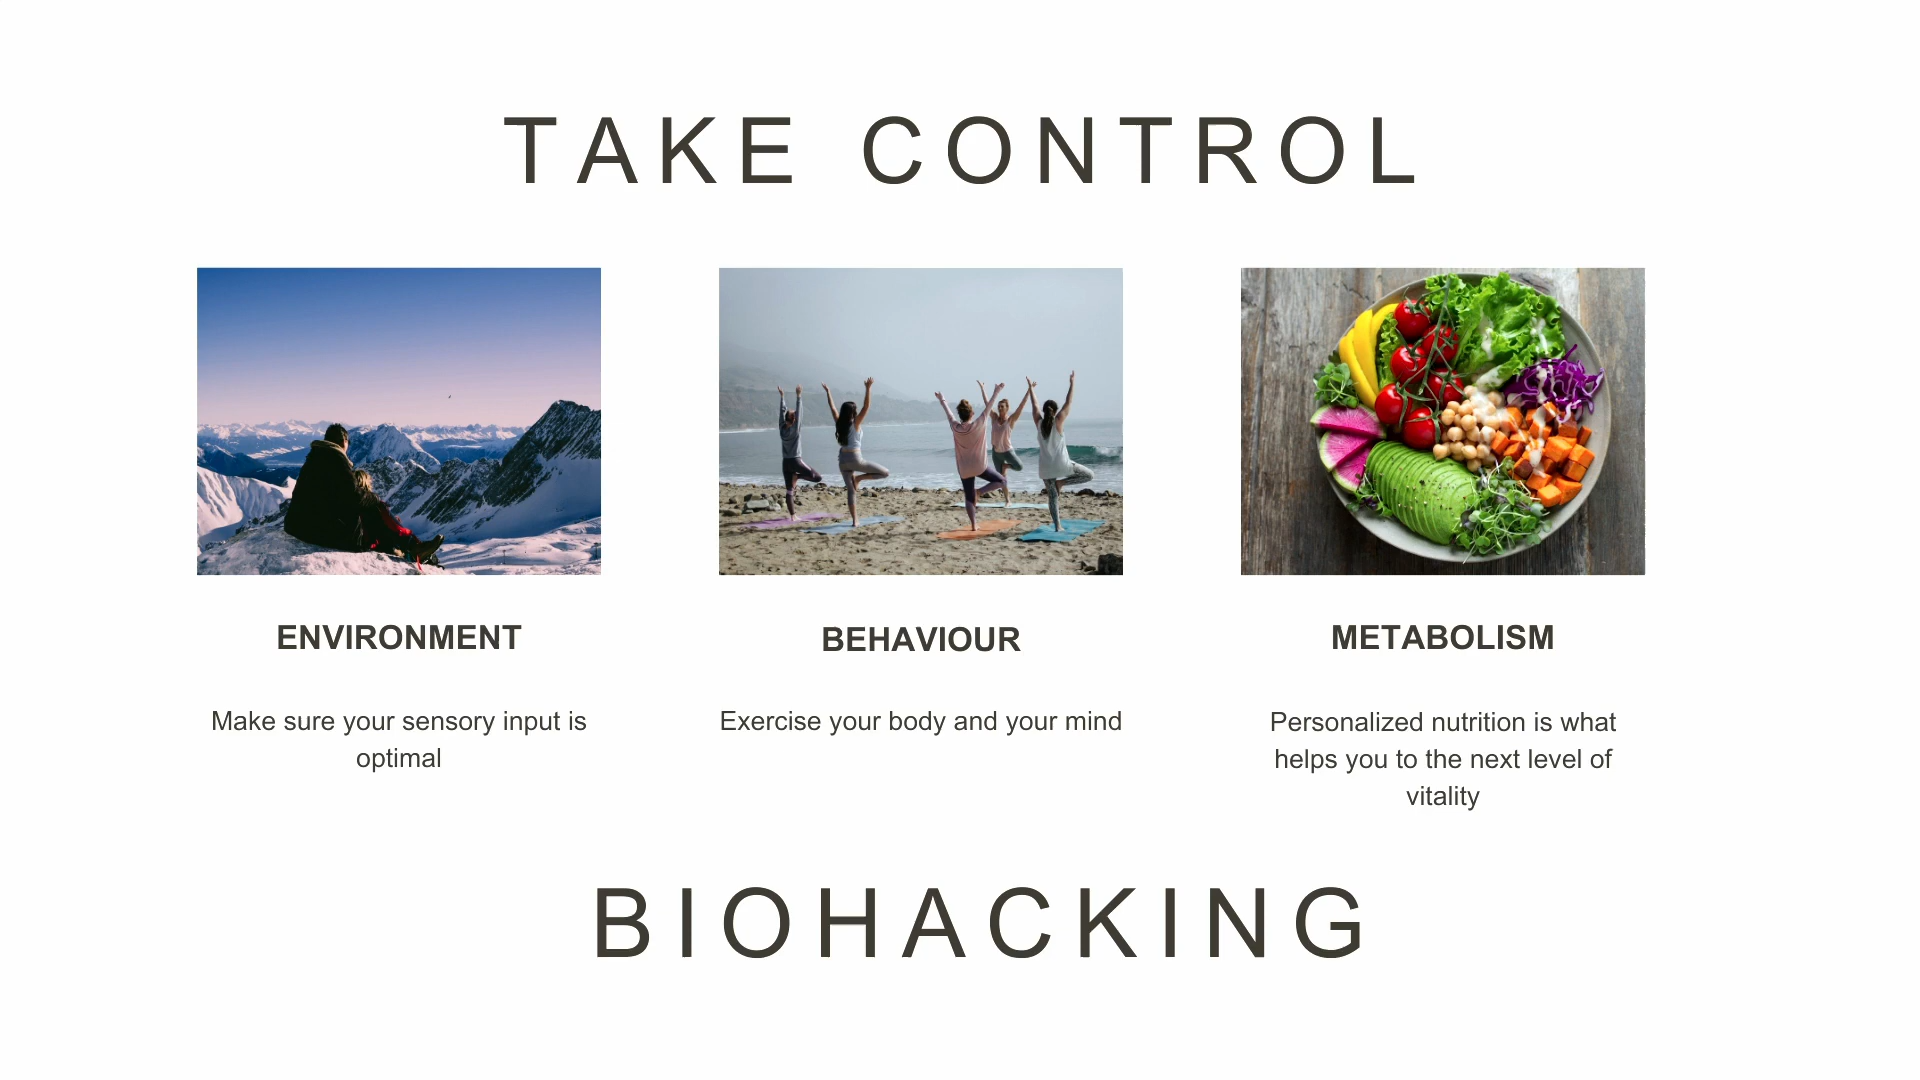 TAKE CONTROL
ENVIRONMENT
Make sure your sensory input is
optimal
BEHAVIOUR
Exercise your body and your mind
METABOLISM
Personalized nutrition is what
helps you to the next level of
vitality
BIOHACKING